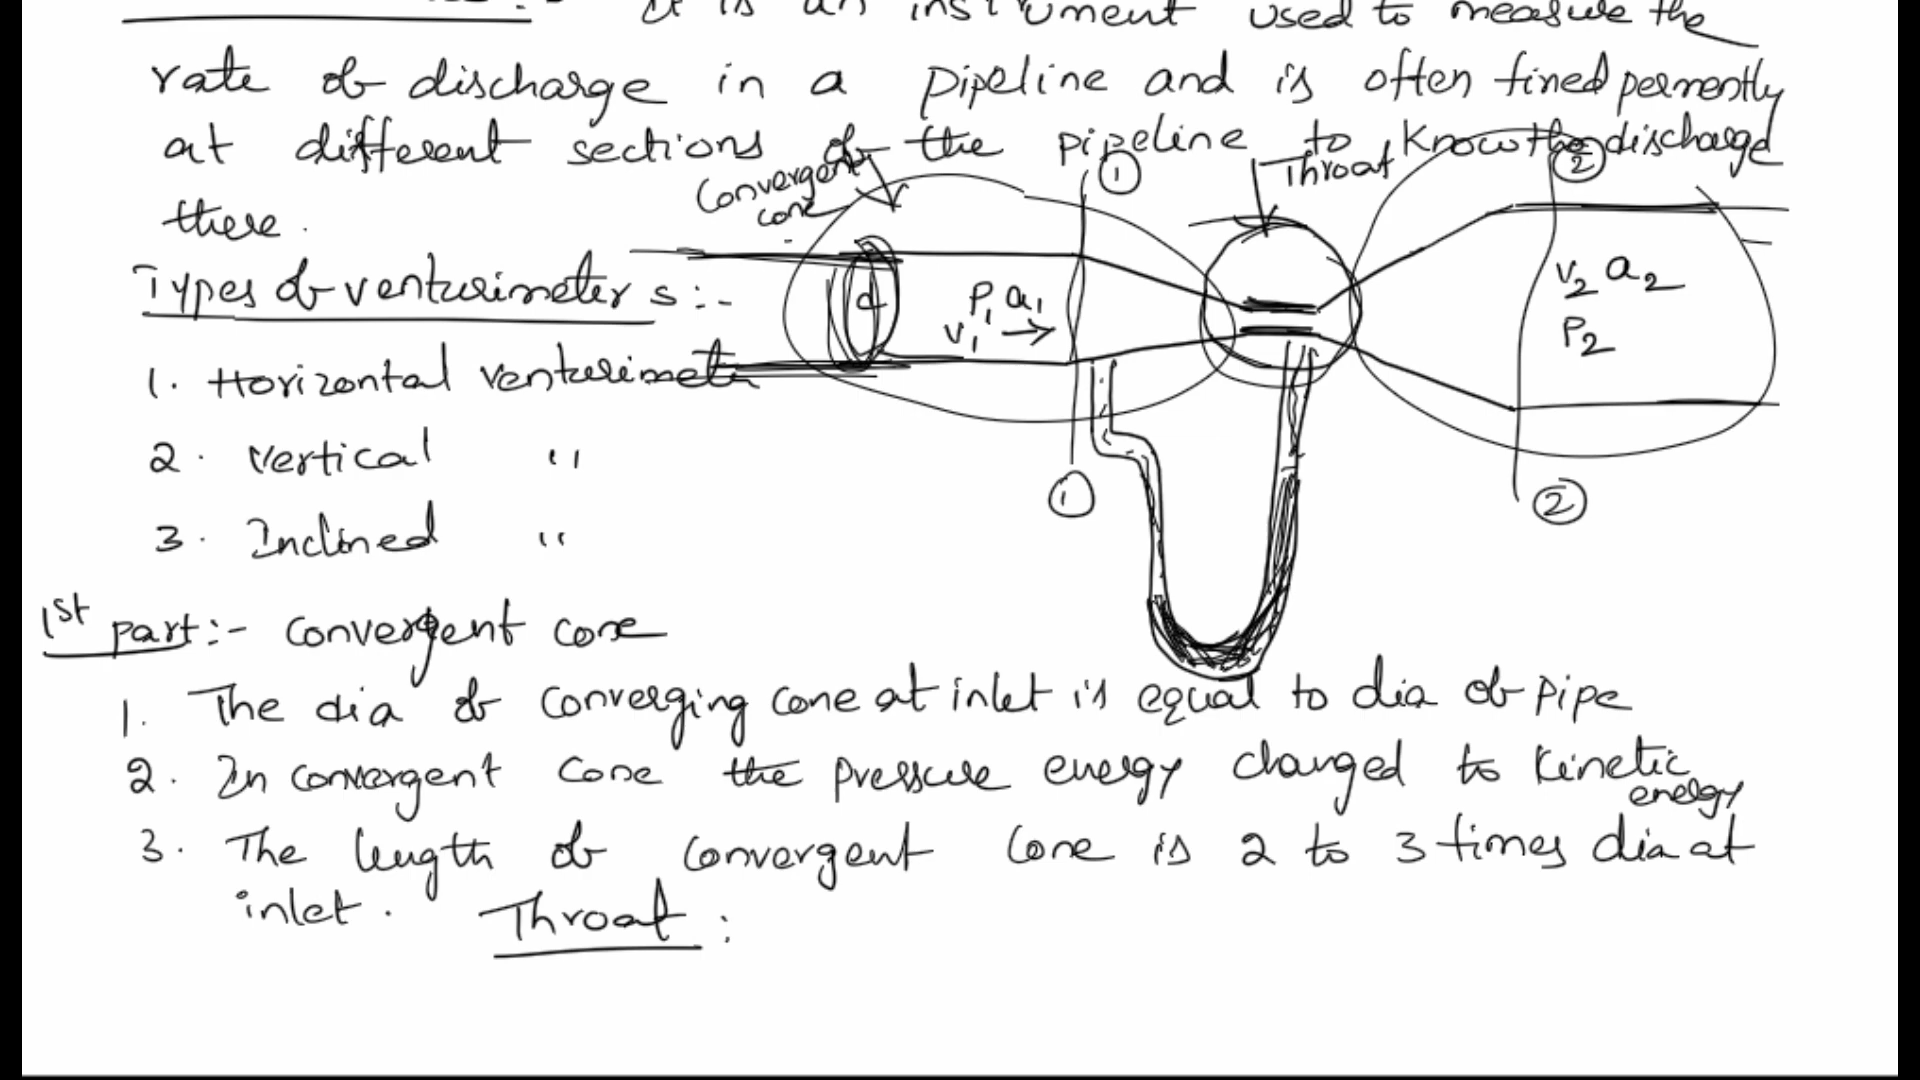 It is an instrument used to measure the
rate of discharge in a pipeline and is often fined permently
at different sections of the pipeline to know the discharge
there.
Convergent
cone
1
Throat
2
Types of venturimeters:-
d
P1 a1
V1
V2 a2
P2
1. Horizontal venturimeter
2. Vertical "
3. Inclined "
1
2
1st part:- convergent cone
1. The dia of converging cone at inlet is equal to dia of pipe
2. In convergent cone the pressure energy changed to kinetic
energy
3. The length of convergent cone is 2 to 3 times dia at
inlet.
Throat: